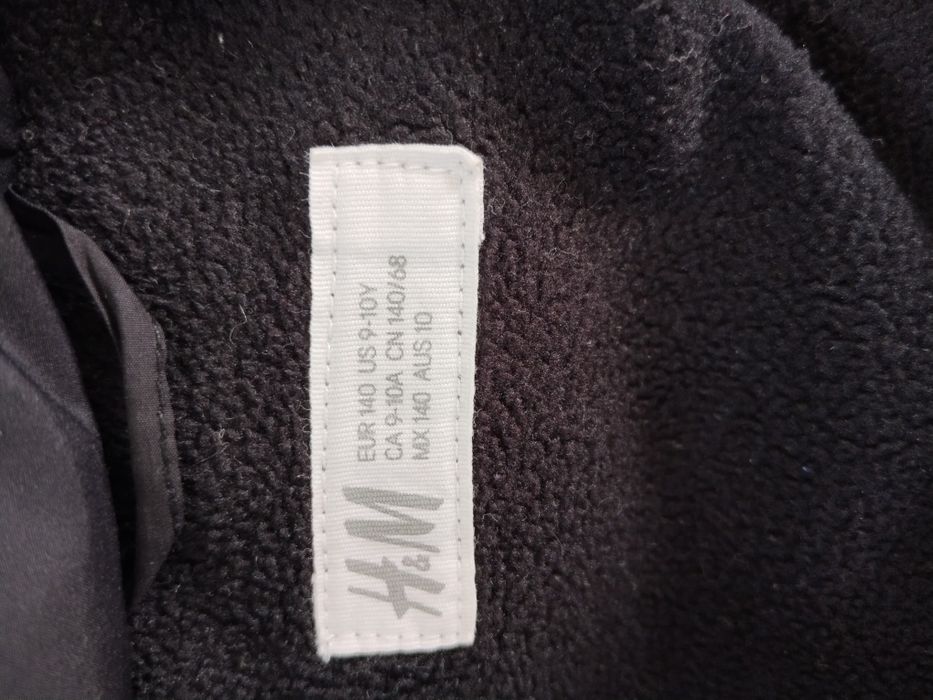 H&M
EUR 140 US 9-10Y
CA 9-10A CN 140/68
MX 140 AUS 10